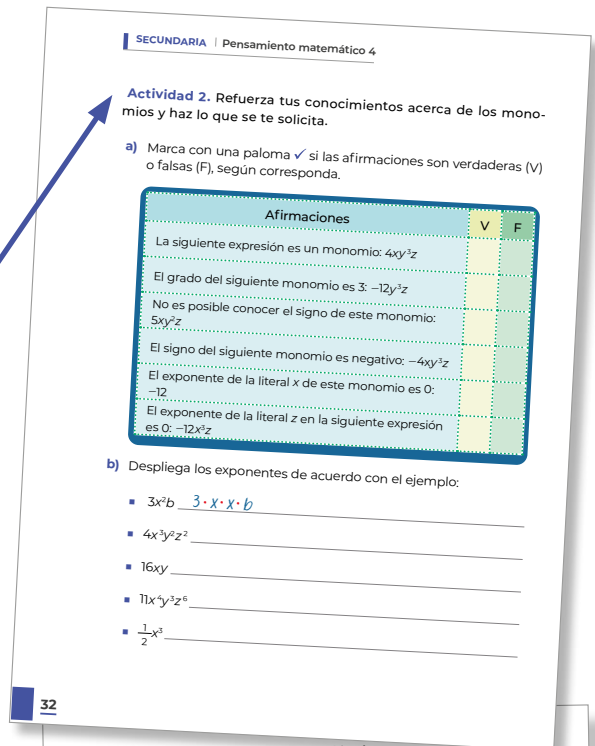 SECUNDARIA | Pensamiento matemático 4
Actividad 2. Refuerza tus conocimientos acerca de los mono-
mios y haz lo que se te solicita.
a) Marca con una paloma ✓ si las afirmaciones son verdaderas (V)
o falsas (F), según corresponda.
Afirmaciones V F
La siguiente expresión es un monomio: 4xy³z
El grado del siguiente monomio es 3: −12y³z
No es posible conocer el signo de este monomio:
5xy²z
El signo del siguiente monomio es negativo: −4xy³z
El exponente de la literal x de este monomio es 0:
−12
El exponente de la literal z en la siguiente expresión
es 0: −12x³z
b) Despliega los exponentes de acuerdo con el ejemplo:
▪ 3x²b 3 · x · x · b
▪ 4x³y²z²
▪ 16xy
▪ 11x⁴y³z⁶
▪ 1/2 x³
32